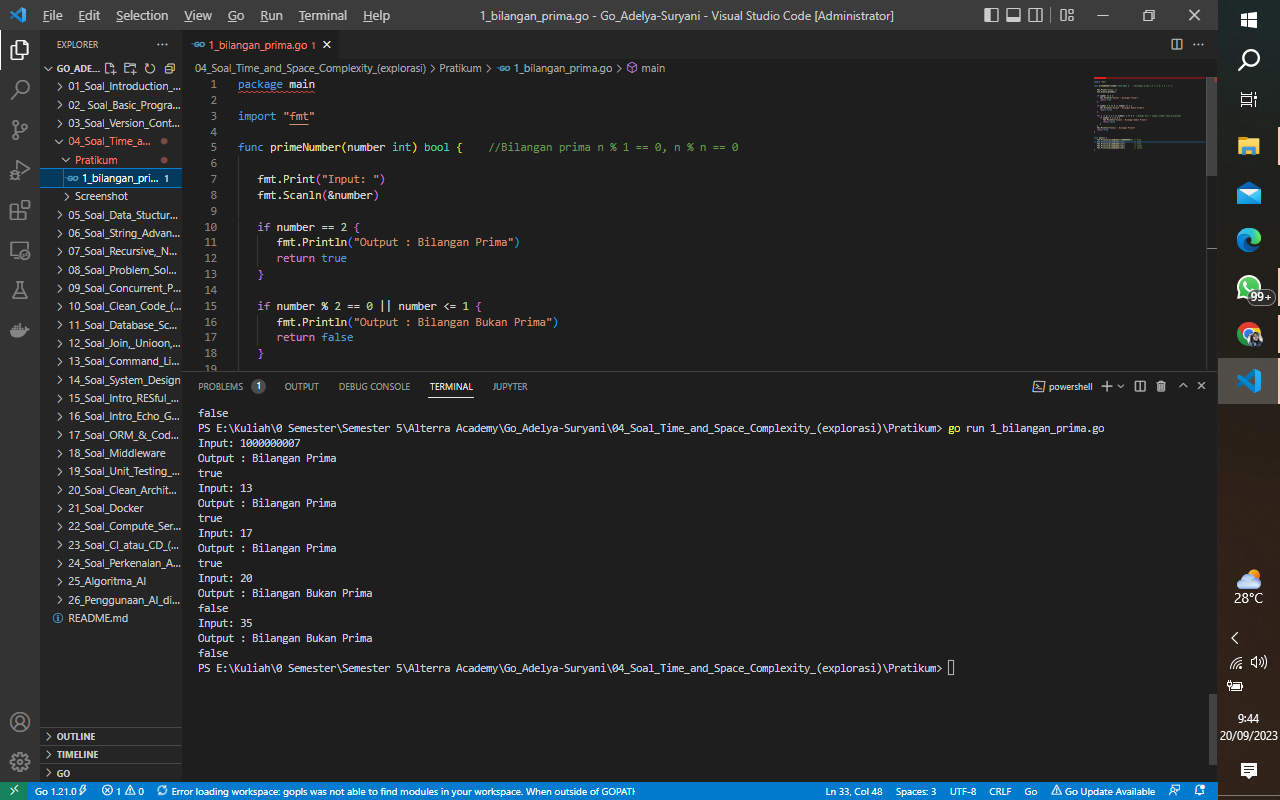 File Edit Selection View Go Run Terminal Help 1_bilangan_prima.go - Go_Adelya-Suryani - Visual Studio Code [Administrator]
EXPLORER
GO_ADE...
01_Soal_Introduction_...
02_ Soal_Basic_Progra...
03_Soal_Version_Cont...
04_Soal_Time_a...
Pratikum
1_bilangan_pri... 1
Screenshot
05_Soal_Data_Stuctur...
06_Soal_String_Advan...
07_Soal_Recursive,_N...
08_Soal_Problem_Sol...
09_Soal_Concurrent_P...
10_Soal_Clean_Code_(...
11_Soal_Database_Sc...
12_Soal_Join,_Unioon,...
13_Soal_Command_Li...
14_Soal_System_Design
15_Soal_Intro_RESful_...
16_Soal_Intro_Echo_G...
17_Soal_ORM_&_Cod...
18_Soal_Middleware
19_Soal_Unit_Testing_...
20_Soal_Clean_Archit...
21_Soal_Docker
22_Soal_Compute_Ser...
23_Soal_CI_atau_CD_(...
24_Soal_Perkenalan_A...
25_Algoritma_AI
26_Penggunaan_AI_di...
README.md
OUTLINE
TIMELINE
GO
1_bilangan_prima.go 1
04_Soal_Time_and_Space_Complexity_(explorasi) > Pratikum > 1_bilangan_prima.go > main
1 package main
2
3 import "fmt"
4
5 func primeNumber(number int) bool { //Bilangan prima n % 1 == 0, n % n == 0
6
7 fmt.Print("Input: ")
8 fmt.Scanln(&number)
9
10 if number == 2 {
11 fmt.Println("Output : Bilangan Prima")
12 return true
13 }
14
15 if number % 2 == 0 || number <= 1 {
16 fmt.Println("Output : Bilangan Bukan Prima")
17 return false
18 }
19
PROBLEMS 1 OUTPUT DEBUG CONSOLE TERMINAL JUPYTER powershell
false
PS E:\Kuliah\0 Semester\Semester 5\Alterra Academy\Go_Adelya-Suryani\04_Soal_Time_and_Space_Complexity_(explorasi)\Pratikum> go run 1_bilangan_prima.go
Input: 1000000007
Output : Bilangan Prima
true
Input: 13
Output : Bilangan Prima
true
Input: 17
Output : Bilangan Prima
true
Input: 20
Output : Bilangan Bukan Prima
false
Input: 35
Output : Bilangan Bukan Prima
false
PS E:\Kuliah\0 Semester\Semester 5\Alterra Academy\Go_Adelya-Suryani\04_Soal_Time_and_Space_Complexity_(explorasi)\Pratikum>
Go 1.21.0 1 0 Error loading workspace: gopls was not able to find modules in your workspace. When outside of GOPATH Ln 33, Col 48 Spaces: 3 UTF-8 CRLF Go Go Update Available
99+
28°C
9:44
20/09/2023